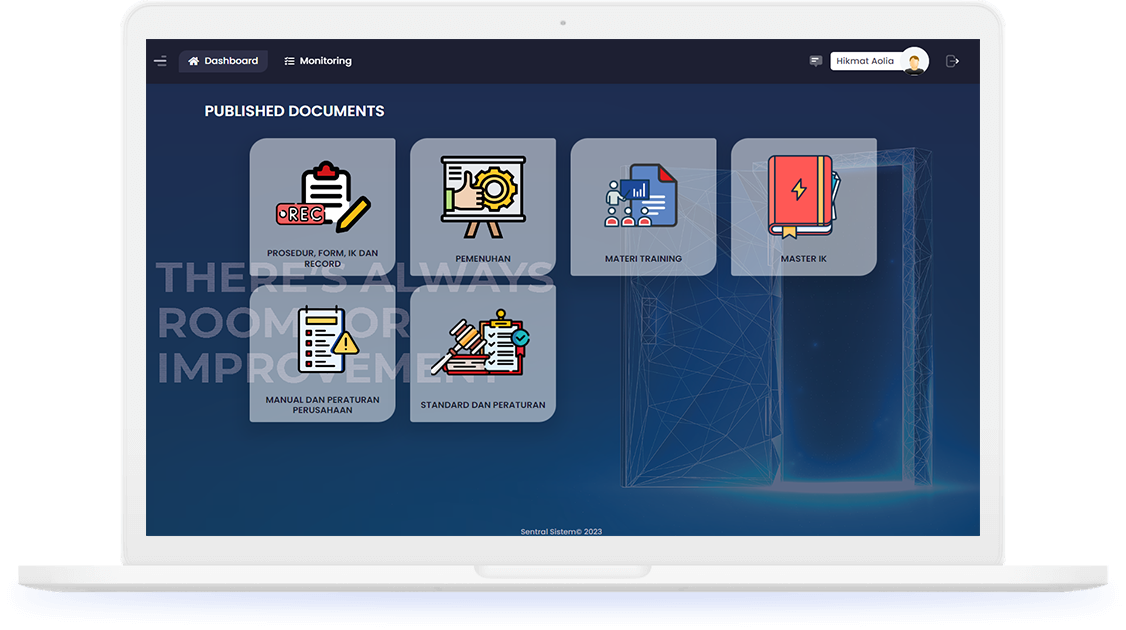 Dashboard
Monitoring
Hikmat Aolia
PUBLISHED DOCUMENTS
REC
PROSEDUR, FORM, IK DAN
RECORD
PEMENUHAN
MATERI TRAINING
MASTER IK
THERE'S ALWAYS
ROOM FOR
IMPROVEMENT
MANUAL DAN PERATURAN
PERUSAHAAN
STANDARD DAN PERATURAN
Sentral Sistem© 2023